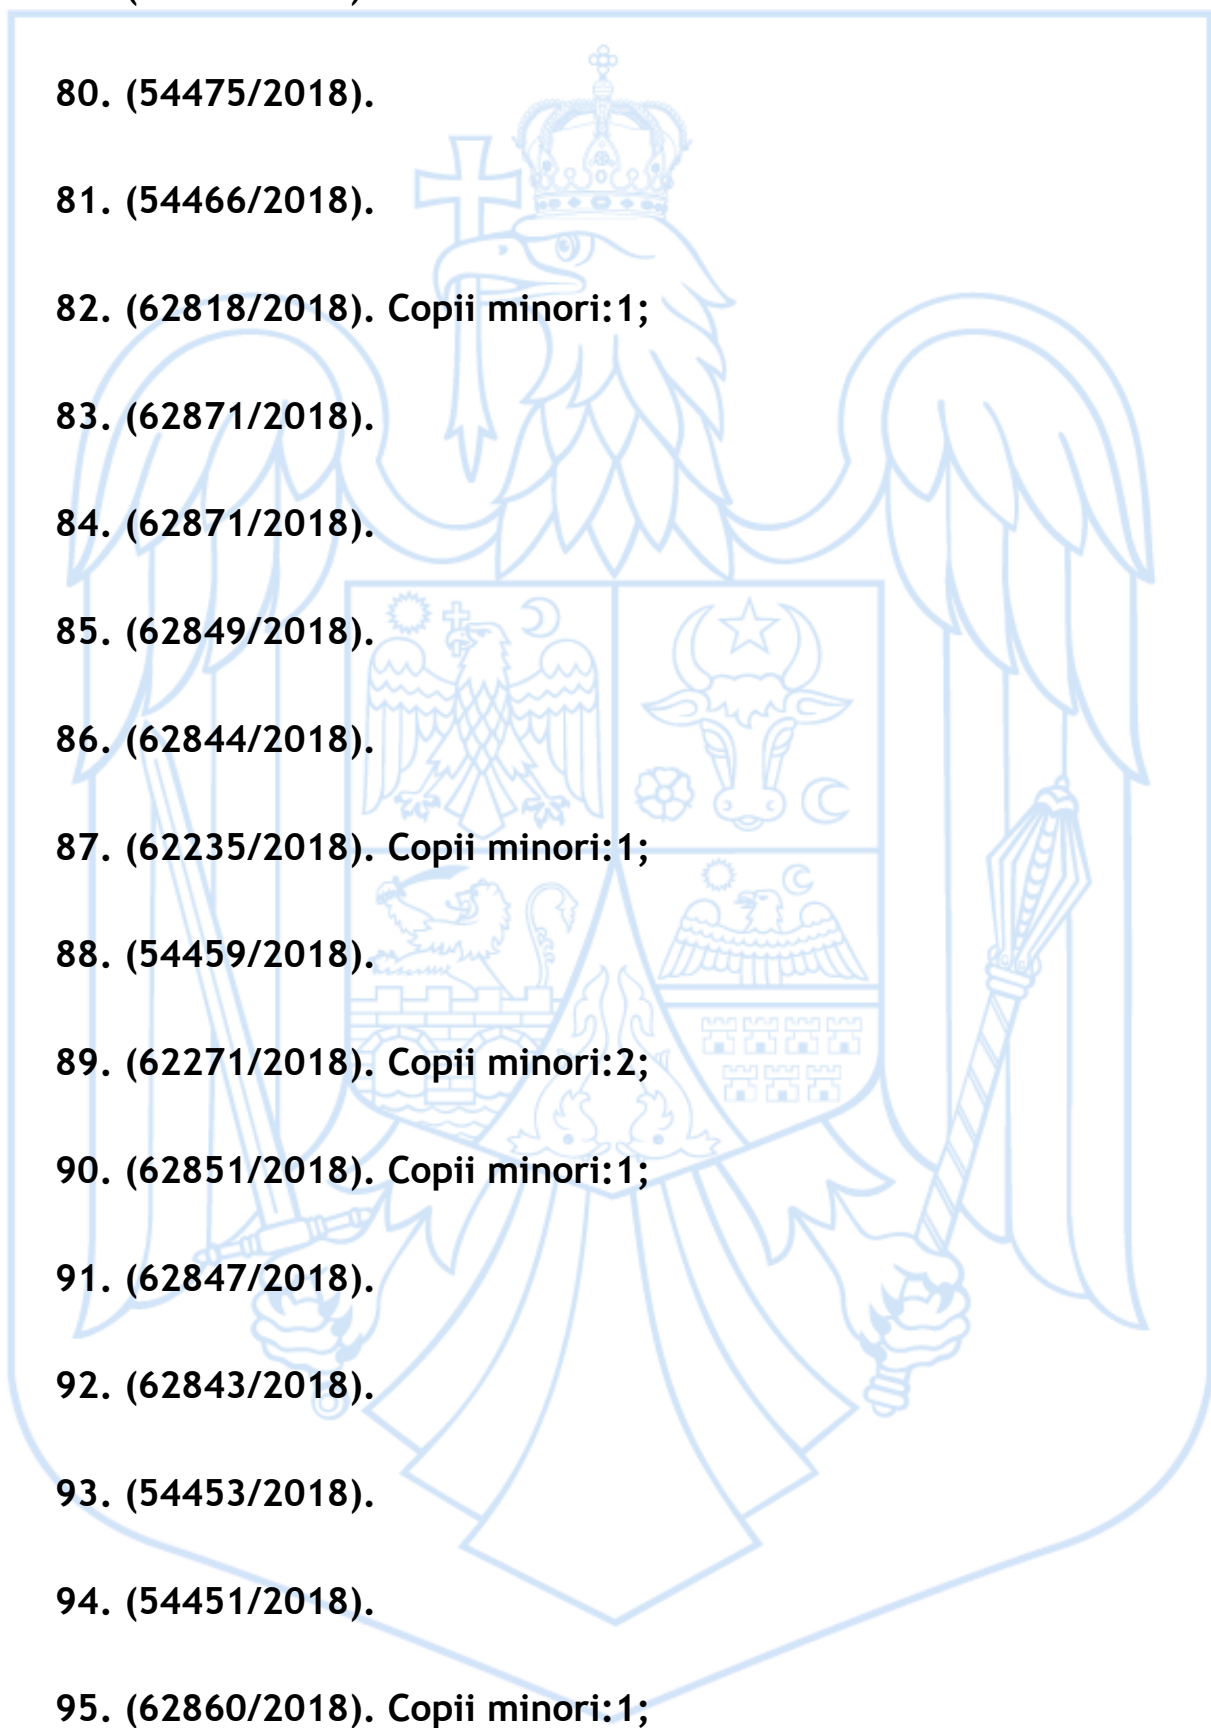 80. (54475/2018).
81. (54466/2018).
82. (62818/2018). Copii minori:1;
83. (62871/2018).
84. (62871/2018).
85. (62849/2018).
86. (62844/2018).
87. (62235/2018). Copii minori:1;
88. (54459/2018).
89. (62271/2018). Copii minori:2;
90. (62851/2018). Copii minori:1;
91. (62847/2018).
92. (62843/2018).
93. (54453/2018).
94. (54451/2018).
95. (62860/2018). Copii minori:1;